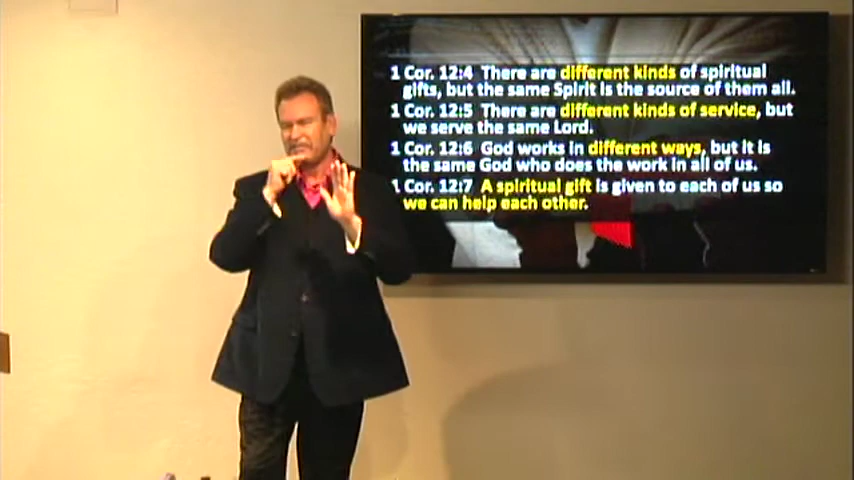 1 Cor. 12:4 There are different kinds of spiritual
gifts, but the same Spirit is the source of them all.
1 Cor. 12:5 There are different kinds of service, but
we serve the same Lord.
1 Cor. 12:6 God works in different ways, but it is
the same God who does the work in all of us.
1 Cor. 12:7 A spiritual gift is given to each of us so
we can help each other.